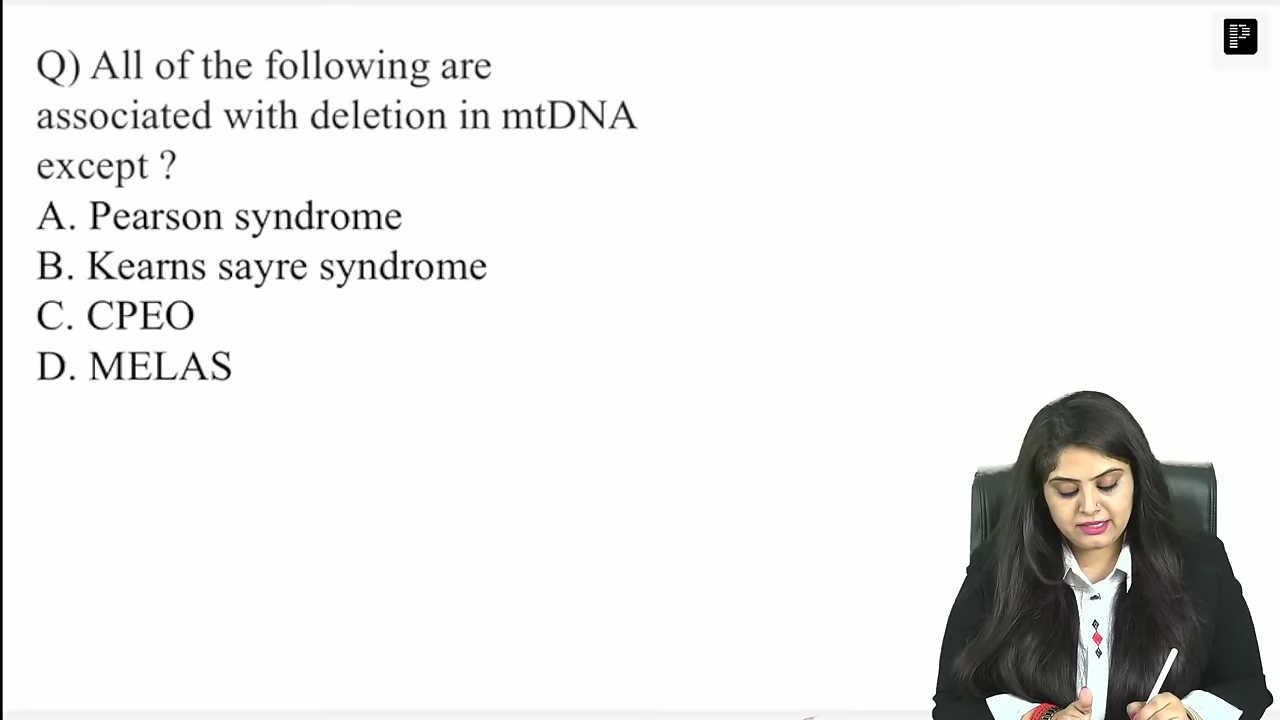 Q) All of the following are
associated with deletion in mtDNA
except ?
A. Pearson syndrome
B. Kearns sayre syndrome
C. CPEO
D. MELAS